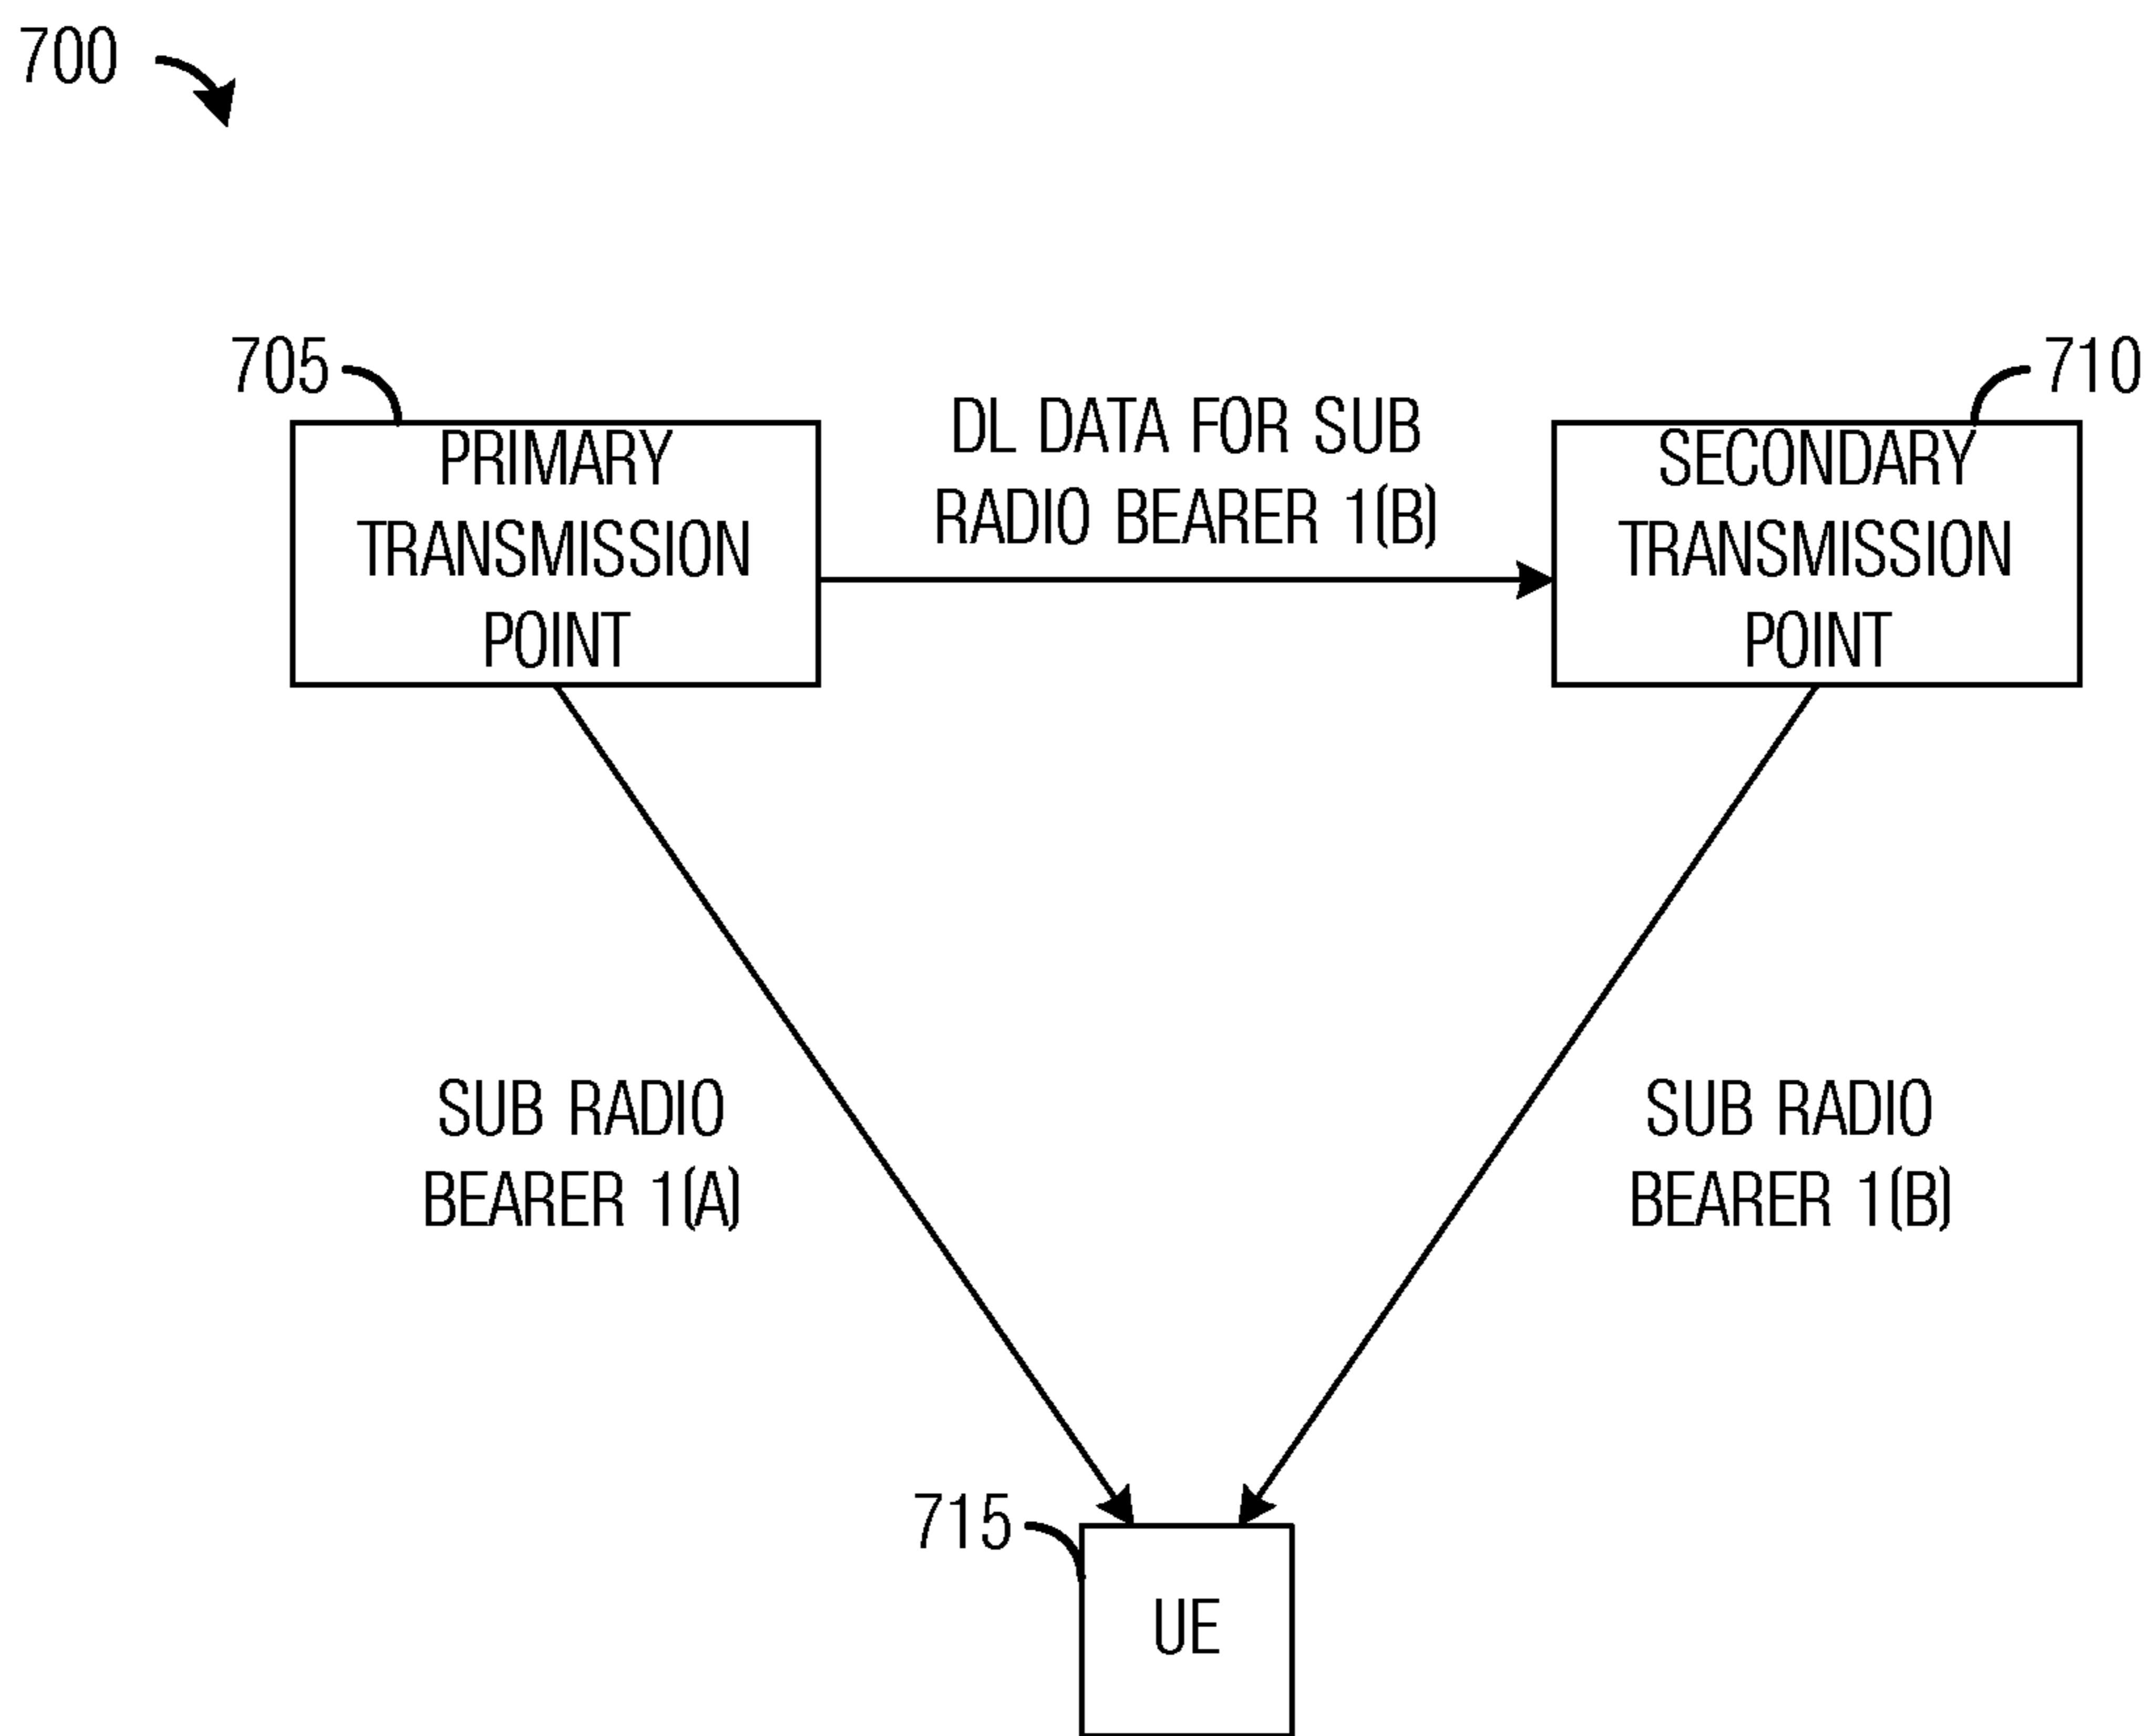 700
705
710
PRIMARY
TRANSMISSION
POINT
DL DATA FOR SUB
RADIO BEARER 1(B)
SECONDARY
TRANSMISSION
POINT
SUB RADIO
BEARER 1(A)
SUB RADIO
BEARER 1(B)
715
UE